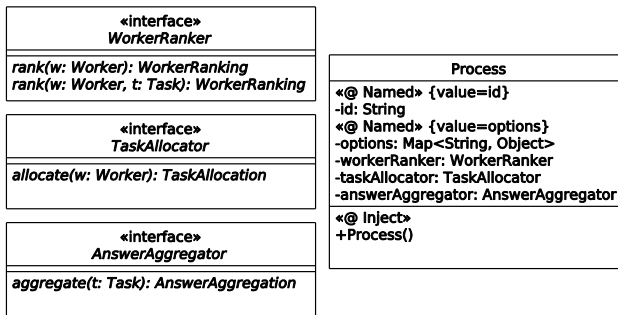 «interface»
WorkerRanker
rank(w: Worker): WorkerRanking
rank(w: Worker, t: Task): WorkerRanking
«interface»
TaskAllocator
allocate(w: Worker): TaskAllocation
«interface»
AnswerAggregator
aggregate(t: Task): AnswerAggregation
Process
«@ Named» {value=id}
-id: String
«@ Named» {value=options}
-options: Map<String, Object>
-workerRanker: WorkerRanker
-taskAllocator: TaskAllocator
-answerAggregator: AnswerAggregator
«@ Inject»
+Process()